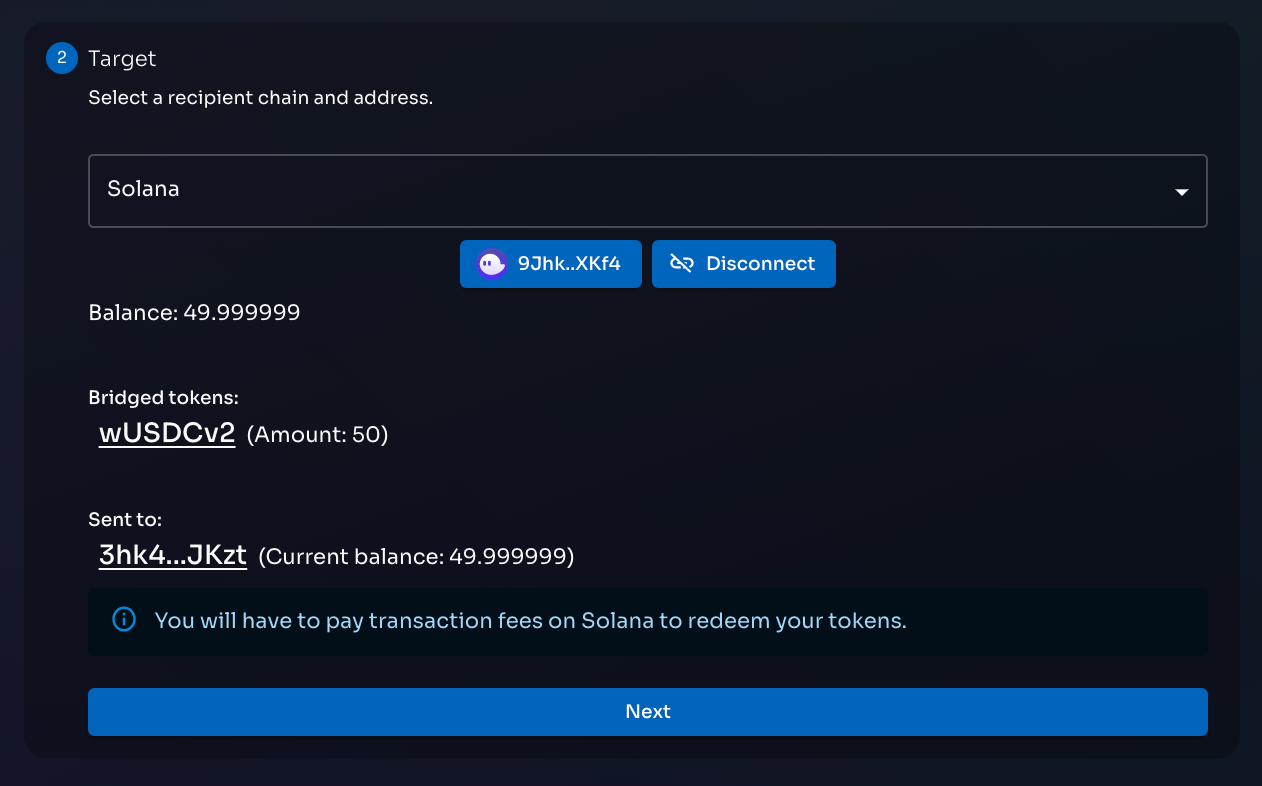 2 Target
Select a recipient chain and address.
Solana
9Jhk..XKf4 Disconnect
Balance: 49.999999
Bridged tokens:
wUSDCv2 (Amount: 50)
Sent to:
3hk4...JKzt (Current balance: 49.999999)
You will have to pay transaction fees on Solana to redeem your tokens.
Next